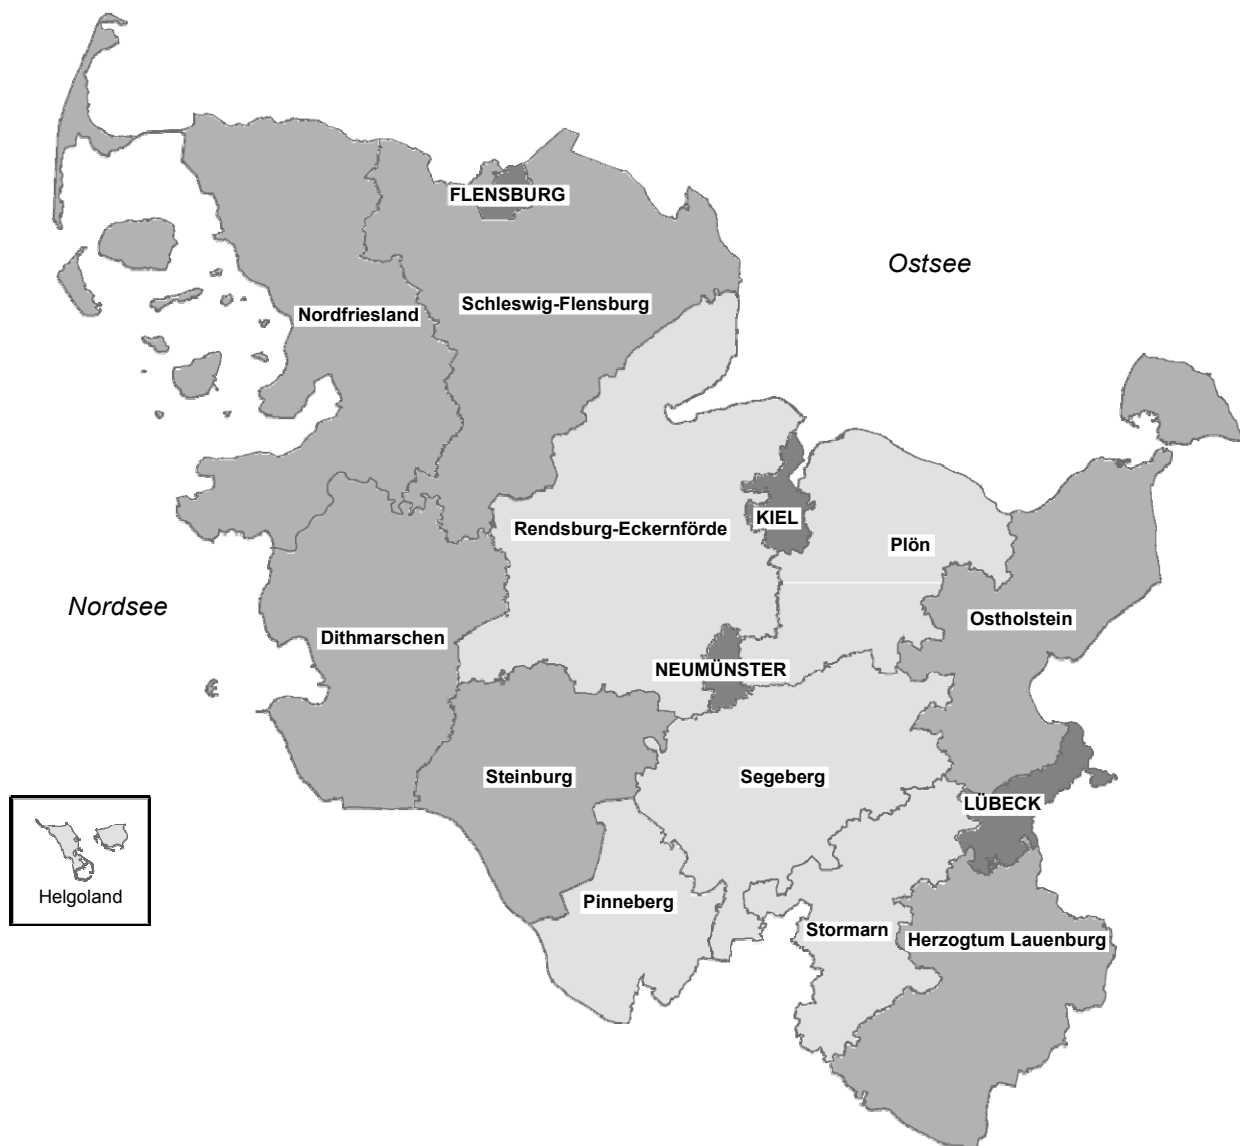 FLENSBURG
Ostsee
Schleswig-Flensburg
Nordfriesland
KIEL
Rendsburg-Eckernförde
Plön
Nordsee
Ostholstein
Dithmarschen
NEUMÜNSTER
Steinburg
Segeberg
LÜBECK
Helgoland
Pinneberg
Stormarn
Herzogtum Lauenburg